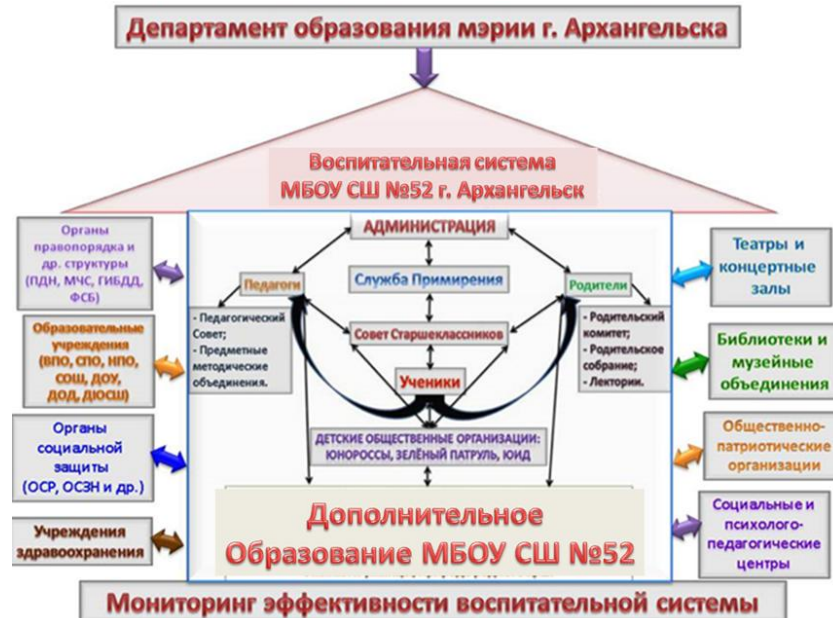 Департамент образования мэрии г. Архангельска
Воспитательная система
МБОУ СШ №52 г. Архангельск
Органы
правопорядка и
др. структуры
(ПДН, МЧС, ГИБДД,
ФСБ)
Образовательные
учреждения
(ВПО, СПО, НПО,
СОШ, ДОУ,
ДОД, ДЮСШ)
Органы
социальной
защиты
(ОСР, ОСЗН и др.)
Учреждения
здравоохранения
АДМИНИСТРАЦИЯ
Педагоги
Служба Примирения
Родители
- Педагогический
Совет;
- Предметные
методические
объединения.
Совет Старшеклассников
- Родительский
комитет;
- Родительское
собрание;
- Лектории.
Ученики
ДЕТСКИЕ ОБЩЕСТВЕННЫЕ ОРГАНИЗАЦИИ:
ЮНОРОССЫ, ЗЕЛЁНЫЙ ПАТРУЛЬ, ЮИД
Дополнительное
Образование МБОУ СШ №52
Театры и
концертные
залы
Библиотеки и
музейные
объединения
Общественно-
патриотические
организации
Социальные и
психолого-
педагогические
центры
Мониторинг эффективности воспитательной системы